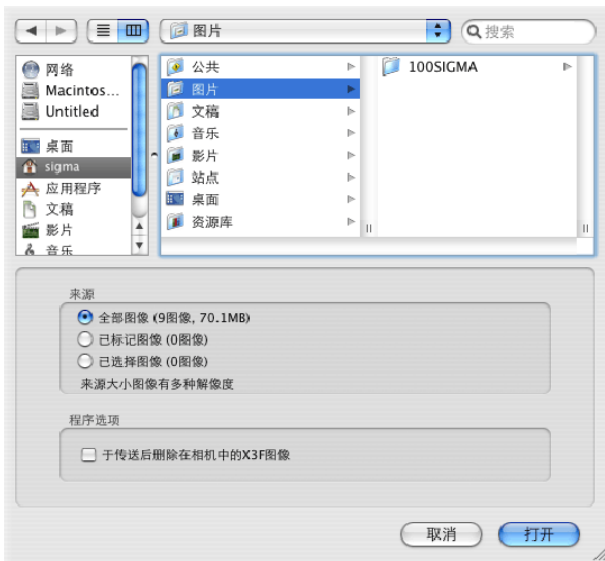 图片
搜索
网络
Macintos...
Untitled
桌面
sigma
应用程序
文稿
影片
音乐
公共
图片
文稿
音乐
影片
站点
桌面
资源库
100SIGMA
来源
全部图像 (9图像, 70.1MB)
已标记图像 (0图像)
已选择图像 (0图像)
来源大小图像有多种解像度
程序选项
于传送后删除在相机中的X3F图像
取消
打开